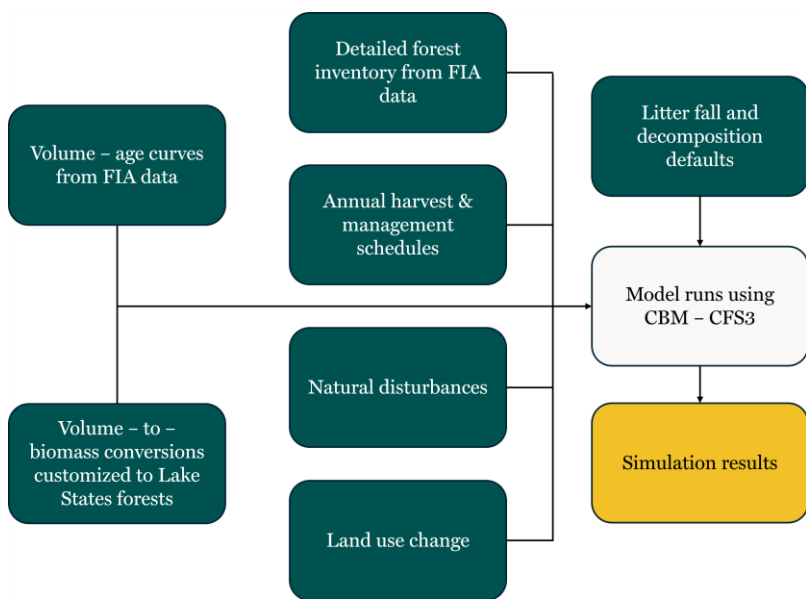 Volume – age curves
from FIA data
Volume – to –
biomass conversions
customized to Lake
States forests
Detailed forest
inventory from FIA
data
Annual harvest &
management
schedules
Natural disturbances
Land use change
Litter fall and
decomposition
defaults
Model runs using
CBM – CFS3
Simulation results